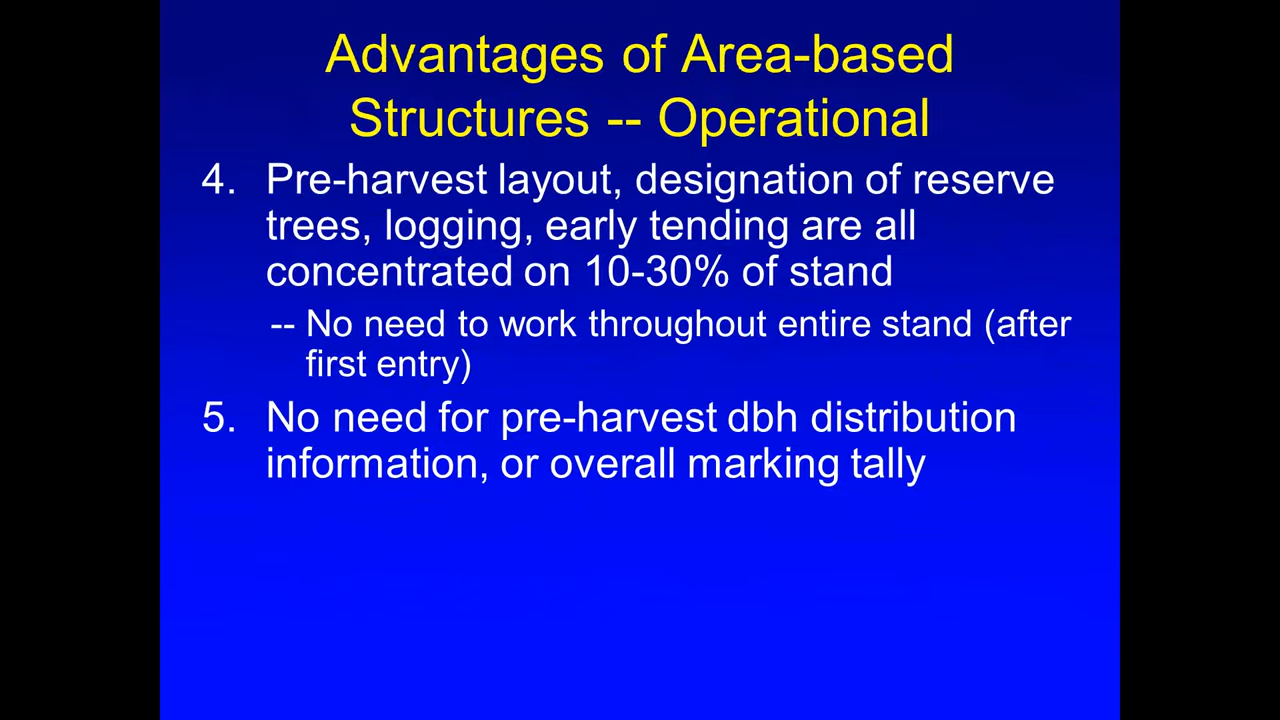 Advantages of Area-based
Structures -- Operational
4. Pre-harvest layout, designation of reserve
trees, logging, early tending are all
concentrated on 10-30% of stand
-- No need to work throughout entire stand (after
first entry)
5. No need for pre-harvest dbh distribution
information, or overall marking tally